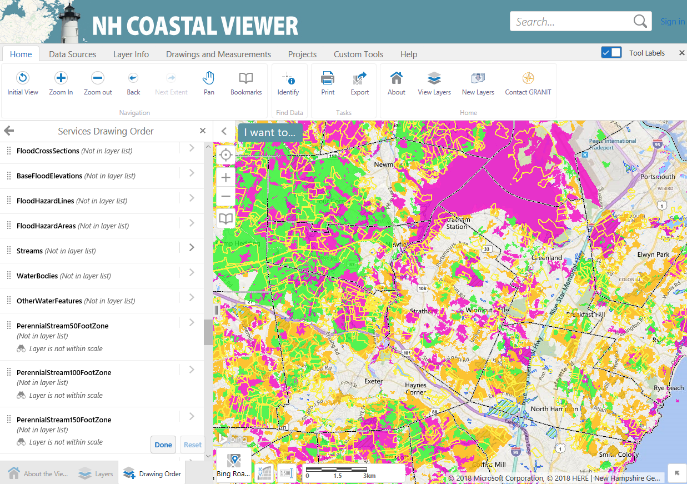 NH COASTAL VIEWER
Search...
Sign in
Home Data Sources Layer Info Drawings and Measurements Projects Custom Tools Help
Tool Labels
Initial View Zoom In Zoom out Back Next Extent Pan Bookmarks Identify Print Export About View Layers New Layers Contact GRANIT
Navigation Find Data Tasks Home
Services Drawing Order
I want to...
FloodCrossSections (Not in layer list)
BaseFloodElevations (Not in layer list)
FloodHazardLines (Not in layer list)
FloodHazardAreas (Not in layer list)
Streams (Not in layer list)
WaterBodies (Not in layer list)
OtherWaterFeatures (Not in layer list)
PerennialStream50FootZone
(Not in layer list)
Layer is not within scale
PerennialStream100FootZone
(Not in layer list)
Layer is not within scale
PerennialStream150FootZone
(Not in layer list)
Layer is not within scale
Done Reset
About the Vie... Layers Drawing Order
Portsmouth
Station
Greenland
Elwyn Park
Exeter
Haynes
Corner
Rye Beach
Bing Roa...
0 1.5 3km
© 2018 Microsoft Corporation, © 2018 HERE | New Hampshire Ge...